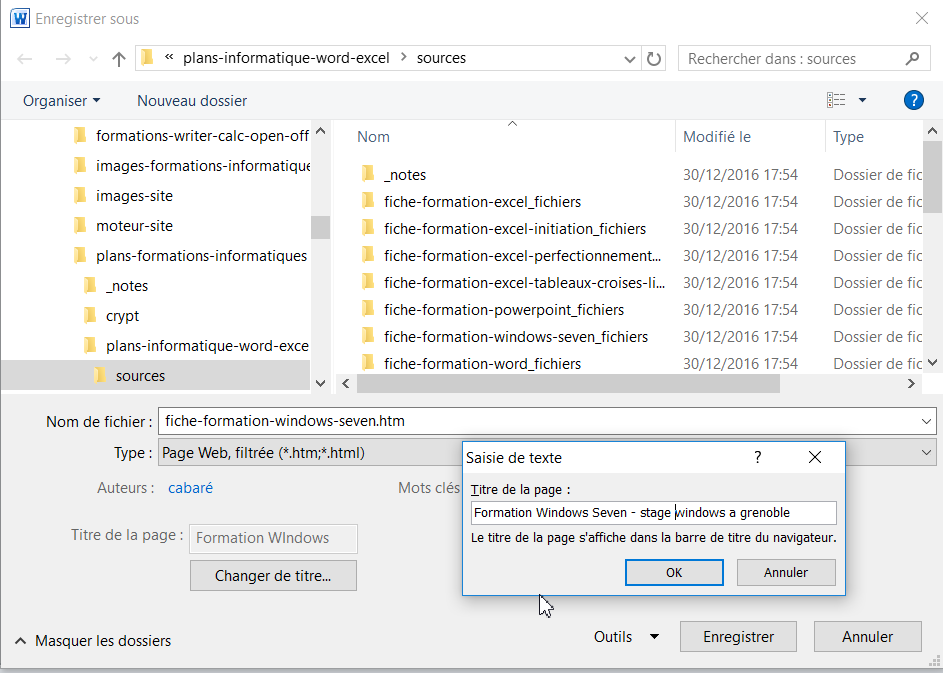 Enregistrer sous
« plans-informatique-word-excel > sources
Rechercher dans : sources
Organiser
Nouveau dossier
?
formations-writer-calc-open-off
images-formations-informatique
images-site
moteur-site
plans-formations-informatiques
_notes
crypt
plans-informatique-word-exce
sources
Nom Modifié le Type
_notes 30/12/2016 17:54 Dossier de fic
fiche-formation-excel_fichiers 30/12/2016 17:54 Dossier de fic
fiche-formation-excel-initiation_fichiers 30/12/2016 17:54 Dossier de fic
fiche-formation-excel-perfectionnement... 30/12/2016 17:54 Dossier de fic
fiche-formation-excel-tableaux-croises-li... 30/12/2016 17:54 Dossier de fic
fiche-formation-powerpoint_fichiers 30/12/2016 17:54 Dossier de fic
fiche-formation-windows-seven_fichiers 30/12/2016 17:54 Dossier de fic
fiche-formation-word_fichiers 30/12/2016 17:54 Dossier de fic
Nom de fichier : fiche-formation-windows-seven.htm
Type : Page Web, filtrée (*.htm;*.html)
Auteurs : cabaré
Mots clés
Titre de la page : Formation WIndows
Changer de titre...
Saisie de texte ?
Titre de la page :
Formation Windows Seven - stage windows a grenoble
Le titre de la page s'affiche dans la barre de titre du navigateur.
OK Annuler
Masquer les dossiers
Outils Enregistrer Annuler